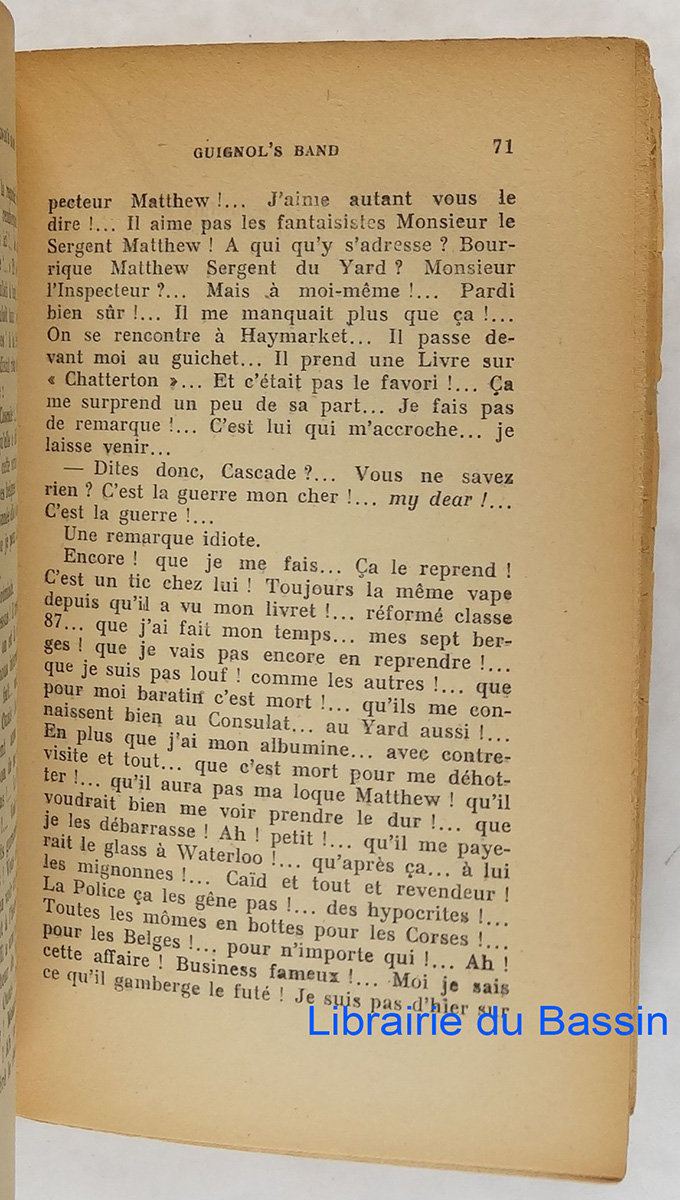 GUIGNOL'S BAND 71
pecteur Matthew !... J'aime autant vous le
dire !... Il aime pas les fantaisistes Monsieur le
Sergent Matthew ! A qui qu'y s'adresse ? Bour-
rique Matthew Sergent du Yard ? Monsieur
l'Inspecteur ?... Mais à moi-même !... Pardi
bien sûr !... Il me manquait plus que ça !...
On se rencontre à Haymarket... Il passe de-
vant moi au guichet... Il prend une Livre sur
« Chatterton »... Et c'était pas le favori !... Ça
me surprend un peu de sa part... Je fais pas
de remarque !... C'est lui qui m'accroche... je
laisse venir...
— Dites donc, Cascade ?... Vous ne savez
rien ? C'est la guerre mon cher !... my dear !...
C'est la guerre !...
Une remarque idiote.
Encore ! que je me fais... Ça le reprend !
C'est un tic chez lui ! Toujours la même vape
depuis qu'il a vu mon livret !... réformé classe
87... que j'ai fait mon temps... mes sept ber-
ges ! que je vais pas encore en reprendre !...
que je suis pas louf ! comme les autres !... que
pour moi baratin c'est mort !... qu'ils me con-
naissent bien au Consulat... au Yard aussi !...
En plus que j'ai mon albumine... avec contre-
visite et tout... que c'est mort pour me déhot-
ter !... qu'il aura pas ma loque Matthew ! qu'il
voudrait bien me voir prendre le dur !... que
je les débarrasse ! Ah ! petit !... qu'il me paye-
rait le glass à Waterloo !... qu'après ça... à lui
les mignonnes !... Caïd et tout et revendeur !
La Police ça les gêne pas !... des hypocrites !...
Toutes les mômes en bottes pour les Corses !...
pour les Belges !... pour n'importe qui !... Ah !
cette affaire ! Business fameux !... Moi je sais
ce qu'il gamberge le futé ! Je suis pas d'hier sur
Librairie du Bassin